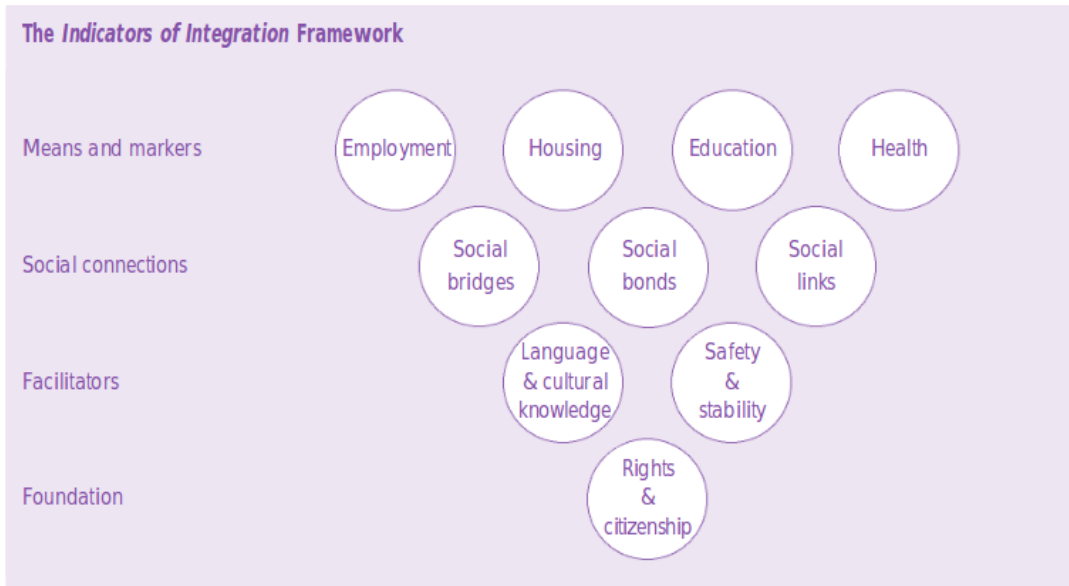 The Indicators of Integration Framework
Means and markers
Employment
Housing
Education
Health
Social connections
Social
bridges
Social
bonds
Social
links
Facilitators
Language
& cultural
knowledge
Safety
&
stability
Foundation
Rights
&
citizenship